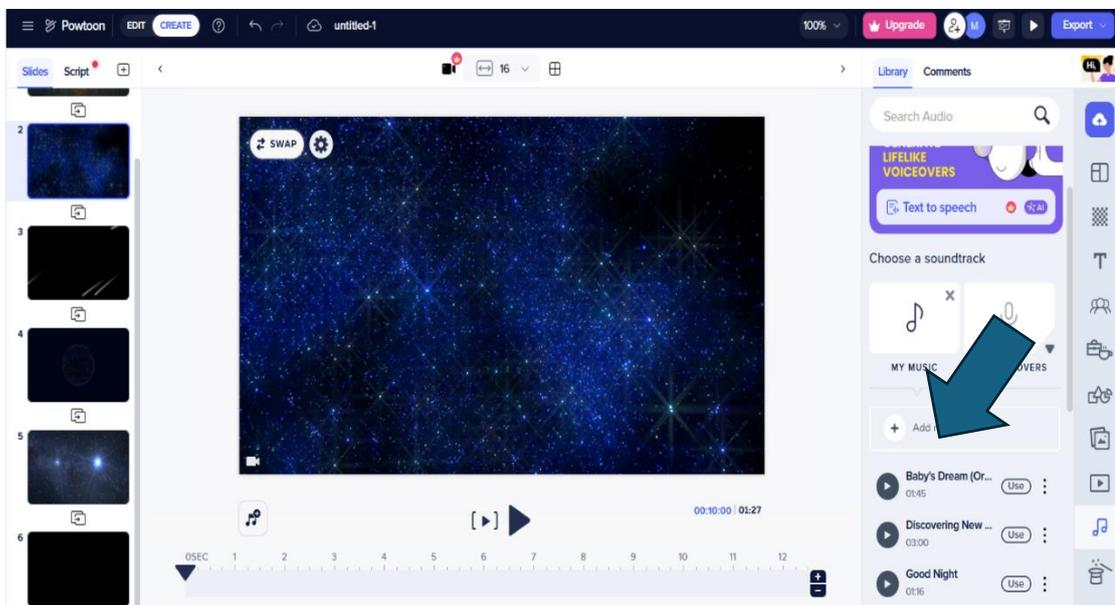 Powtoon
EDIT
CREATE
untitled-1
100%
Upgrade
M
Export
Slides
Script
16
Library
Comments
Hi,
2
3
4
5
6
SWAP
Search Audio
LIFELIKE
VOICEOVERS
Text to speech
AI
Choose a soundtrack
MY MUSIC
OVERS
Add
Baby's Dream (Or...
01:45
Use
Discovering New ...
03:00
Use
Good Night
01:16
Use
00:10:00 | 01:27
0SEC 1 2 3 4 5 6 7 8 9 10 11 12